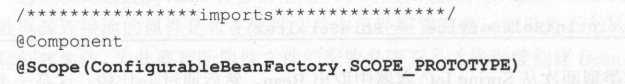 /***************imports***************/
@Component
@Scope(ConfigurableBeanFactory.SCOPE_PROTOTYPE)